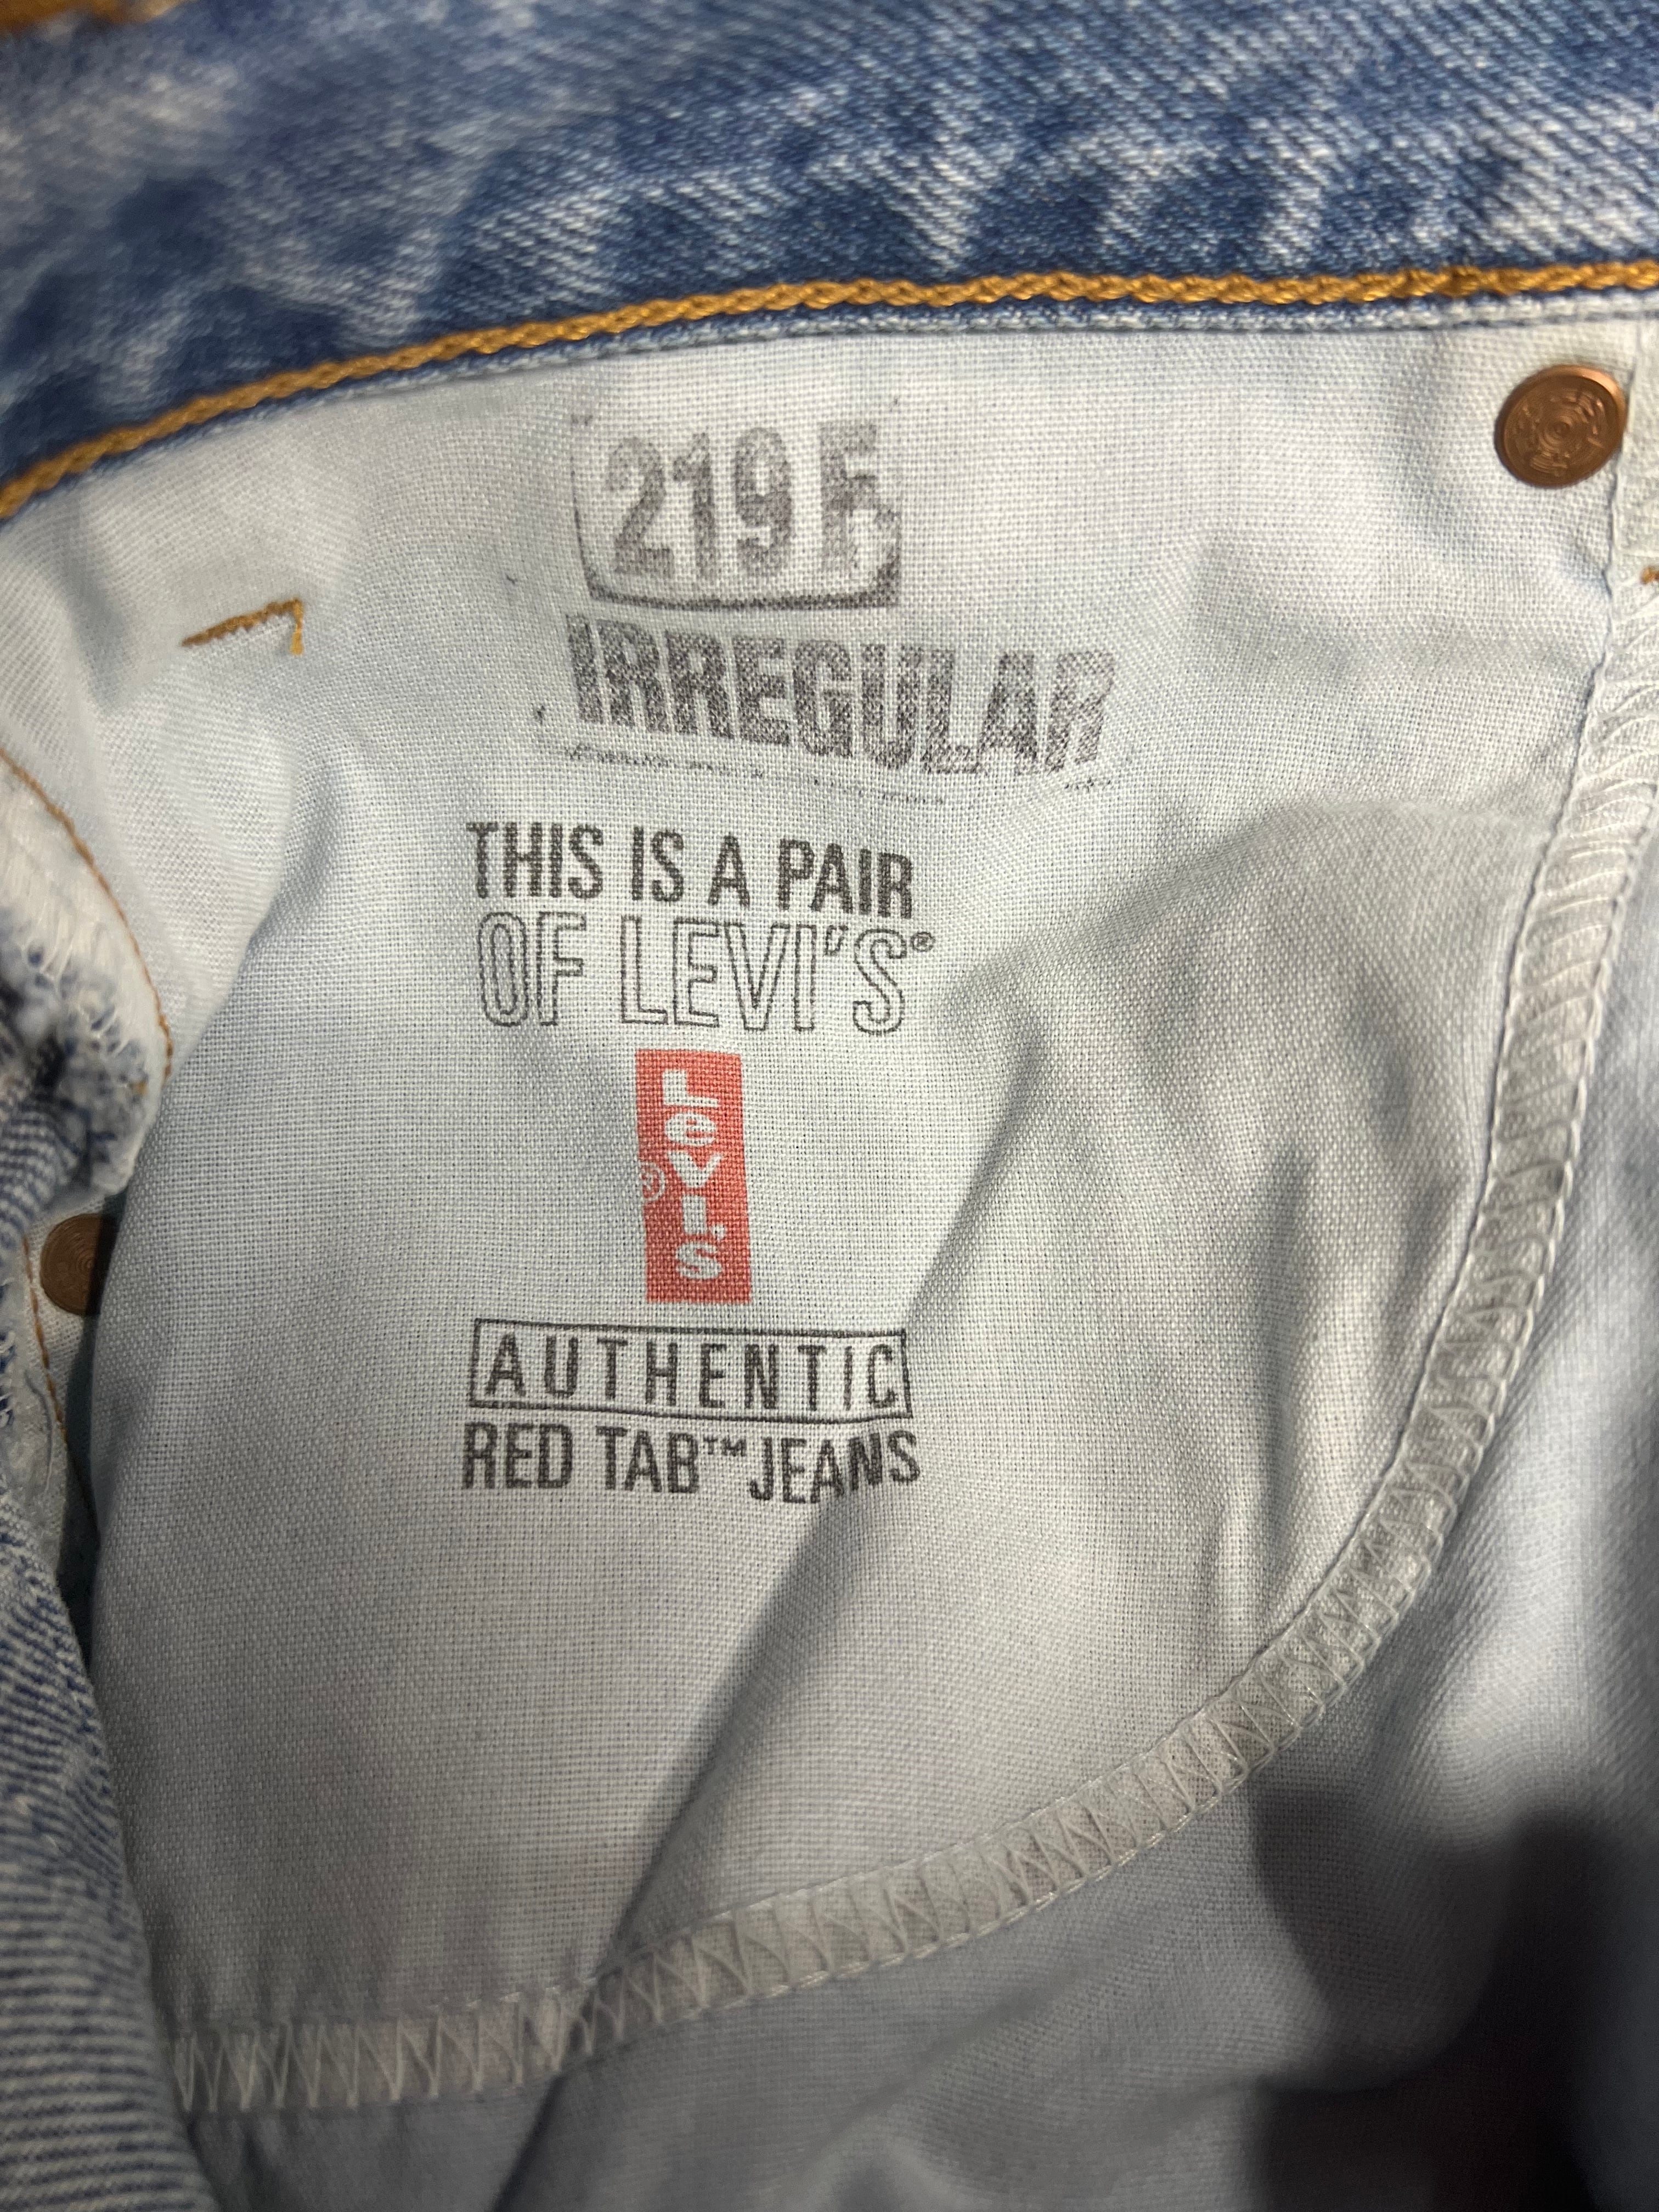 219 F
IRREGULAR
THIS IS A PAIR
OF LEVI'S®
LeVI'S®
AUTHENTIC
RED TAB™ JEANS